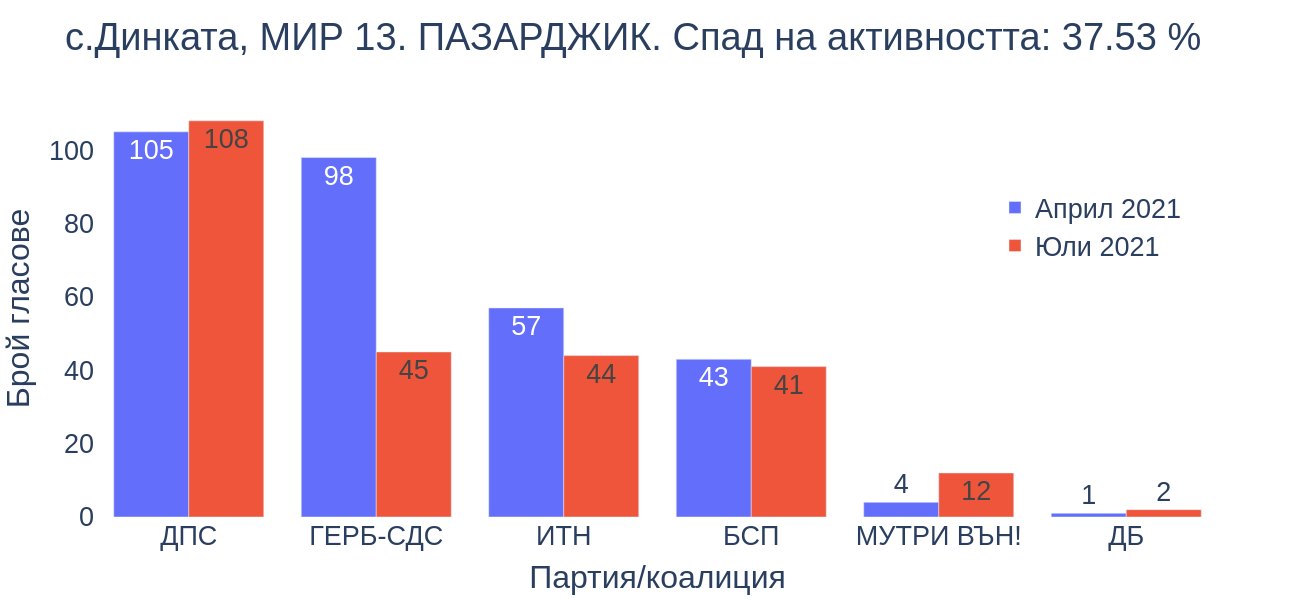 с.Динката, МИР 13. ПАЗАРДЖИК. Спад на активността: 37.53 %
Брой гласове
100
80
60
40
20
0
105
108
98
45
57
44
43
41
4
12
1
2
Април 2021
Юли 2021
ДПС
ГЕРБ-СДС
ИТН
БСП
МУТРИ ВЪН!
ДБ
Партия/коалиция